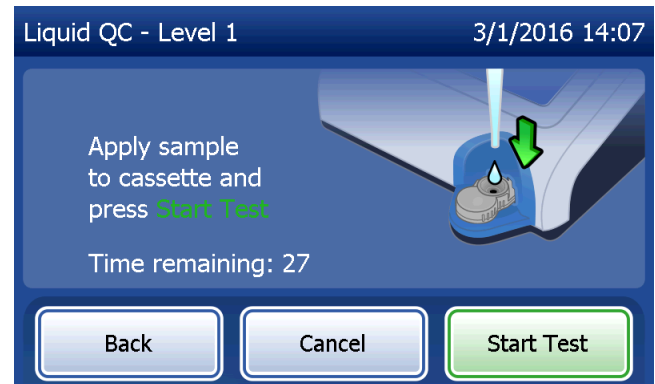 Liquid QC - Level 1 3/1/2016 14:07
Apply sample
to cassette and
press Start Test
Time remaining: 27
Back Cancel Start Test